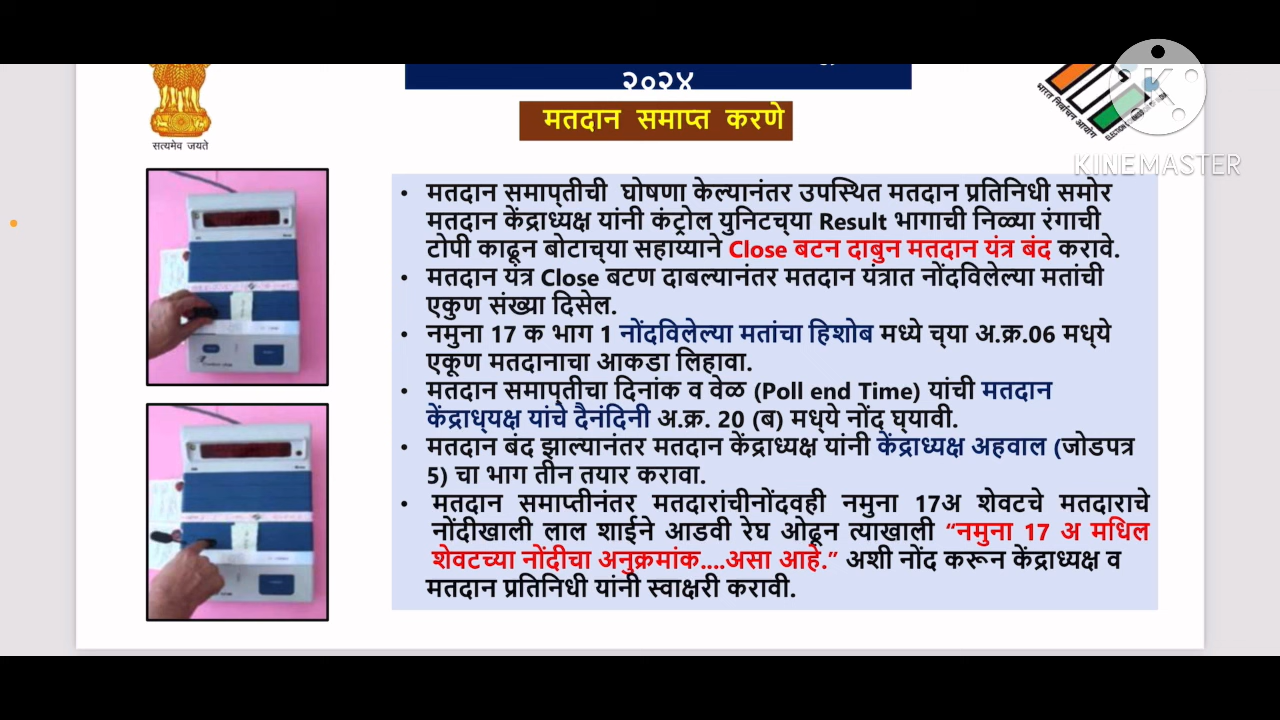 २०२४
मतदान समाप्त करणे
सत्यमेव जयते
भारत निर्वाचन आयोग
KINEMASTER
• मतदान समाप्तीची घोषणा केल्यानंतर उपस्थित मतदान प्रतिनिधी समोर
मतदान केंद्राध्यक्ष यांनी कंट्रोल युनिटच्या Result भागाची निळ्या रंगाची
टोपी काढून बोटाच्या सहाय्याने Close बटन दाबुन मतदान यंत्र बंद करावे.
• मतदान यंत्र Close बटण दाबल्यानंतर मतदान यंत्रात नोंदविलेल्या मतांची
एकुण संख्या दिसेल.
• नमुना 17 क भाग 1 नोंदविलेल्या मतांचा हिशोब मध्ये च्या अ.क्र.06 मध्ये
एकूण मतदानाचा आकडा लिहावा.
• मतदान समाप्तीचा दिनांक व वेळ (Poll end Time) यांची मतदान
केंद्राध्यक्ष यांचे दैनंदिनी अ.क्र. 20 (ब) मध्ये नोंद घ्यावी.
• मतदान बंद झाल्यानंतर मतदान केंद्राध्यक्ष यांनी केंद्राध्यक्ष अहवाल (जोडपत्र
5) चा भाग तीन तयार करावा.
• मतदान समाप्तीनंतर मतदारांचीनोंदवही नमुना 17अ शेवटचे मतदाराचे
नोंदीखाली लाल शाईने आडवी रेघ ओढून त्याखाली “नमुना 17 अ मधिल
शेवटच्या नोंदीचा अनुक्रमांक....असा आहे.” अशी नोंद करून केंद्राध्यक्ष व
मतदान प्रतिनिधी यांनी स्वाक्षरी करावी.